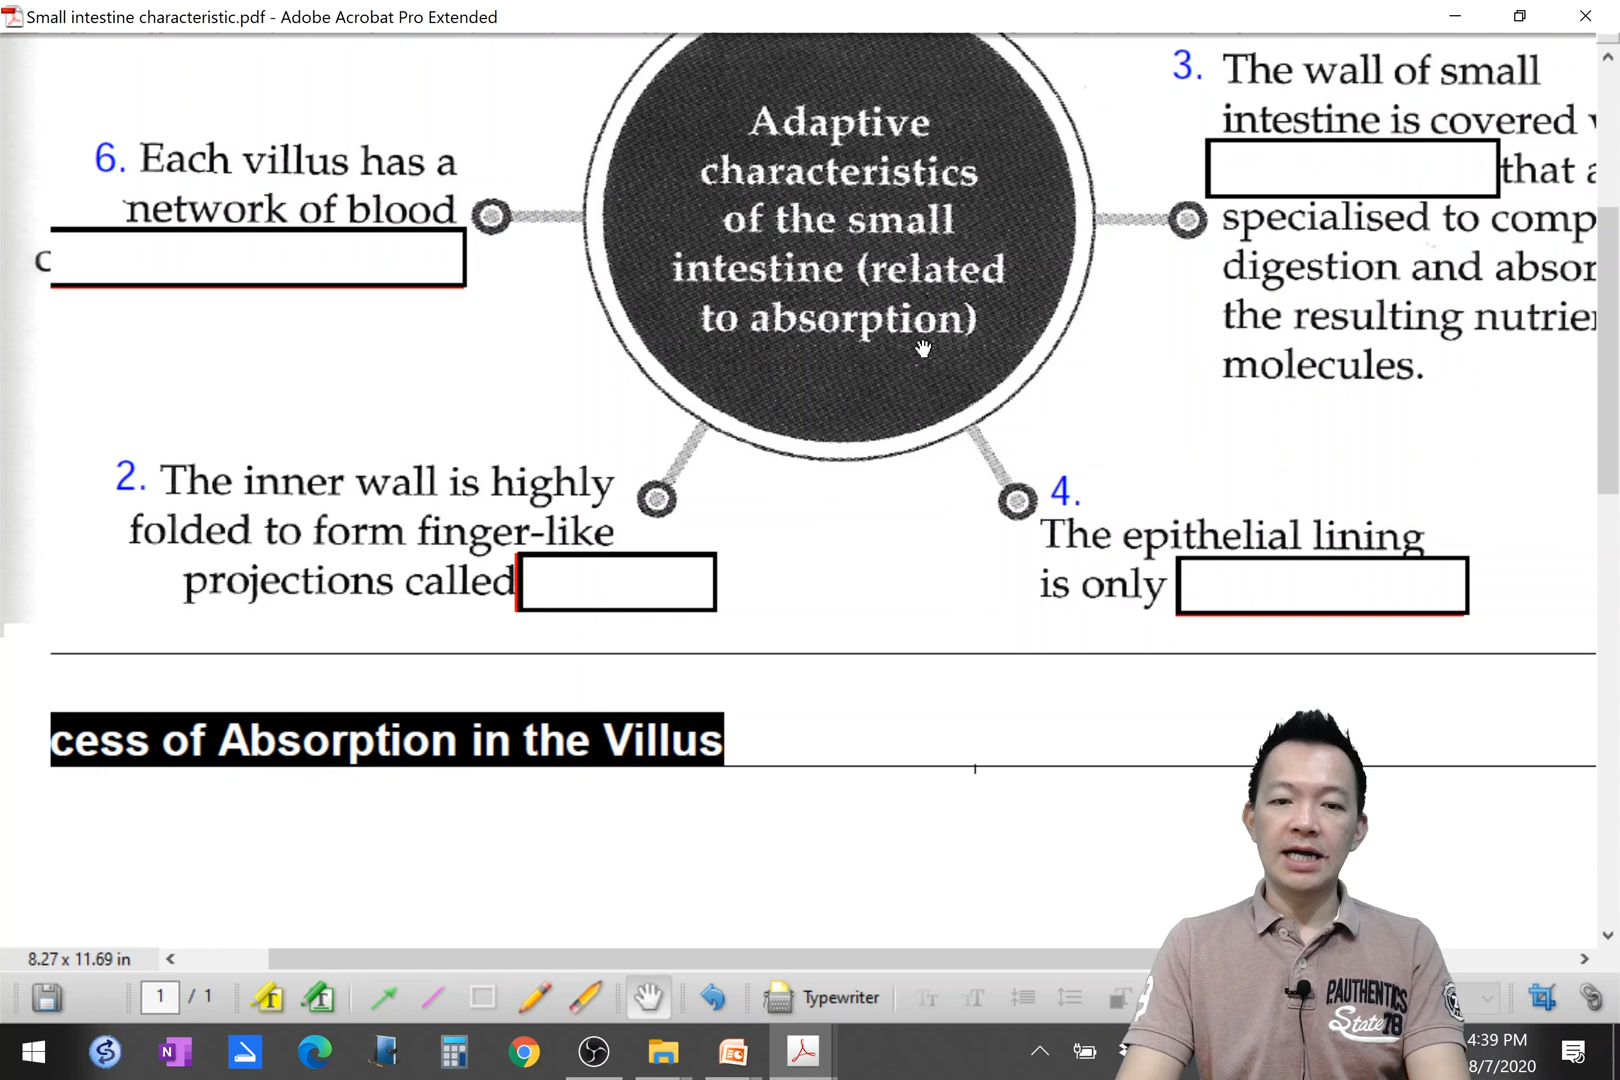 Small intestine characteristic.pdf - Adobe Acrobat Pro Extended
Adaptive
characteristics
of the small
intestine (related
to absorption)
6. Each villus has a
network of blood
c
3. The wall of small
intestine is covered
that a
specialised to comp
digestion and absor
the resulting nutrie
molecules.
2. The inner wall is highly
folded to form finger-like
projections called
4.
The epithelial lining
is only
cess of Absorption in the Villus
8.27 x 11.69 in
1 / 1
Typewriter
PAUTHENTICS
State 78
4:39 PM
8/7/2020